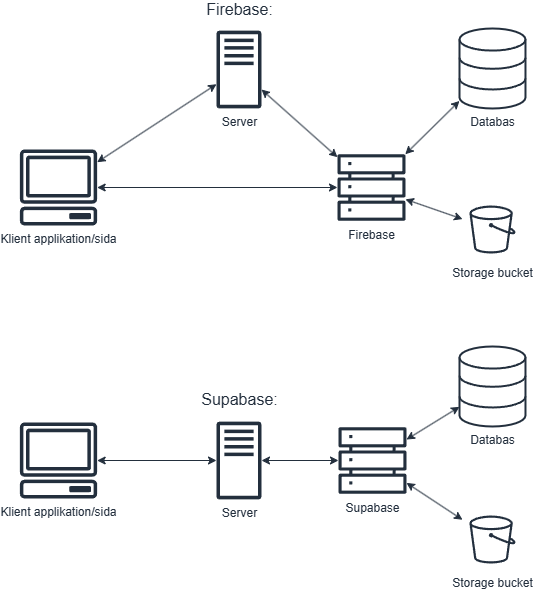 Firebase:
Server
Databas
Klient applikation/sida
Firebase
Storage bucket
Supabase:
Databas
Klient applikation/sida
Server
Supabase
Storage bucket